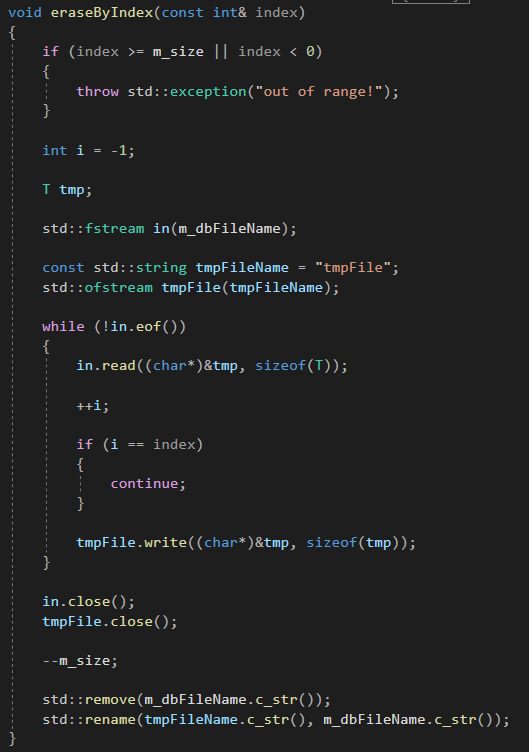 void eraseByIndex(const int& index)
{
    if (index >= m_size || index < 0)
    {
        throw std::exception("out of range!");
    }

    int i = -1;

    T tmp;

    std::fstream in(m_dbFileName);

    const std::string tmpFileName = "tmpFile";
    std::ofstream tmpFile(tmpFileName);

    while (!in.eof())
    {
        in.read((char*)&tmp, sizeof(T));

        ++i;

        if (i == index)
        {
            continue;
        }

        tmpFile.write((char*)&tmp, sizeof(tmp));
    }

    in.close();
    tmpFile.close();

    --m_size;

    std::remove(m_dbFileName.c_str());
    std::rename(tmpFileName.c_str(), m_dbFileName.c_str());
}